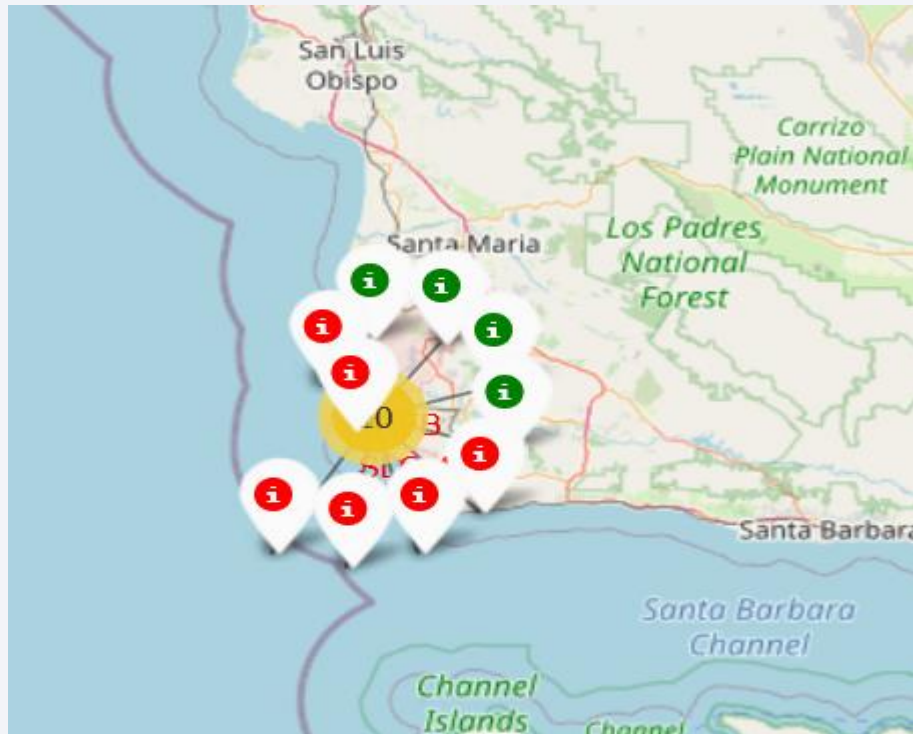 San Luis
Obispo
Carrizo
Plain National
Monument
Los Padres
National
Forest
Santa Maria
i
i
i
i
i
i
i
i
i
i
Santa Barbara
Santa Barbara
Channel
Channel
Islands
Channel